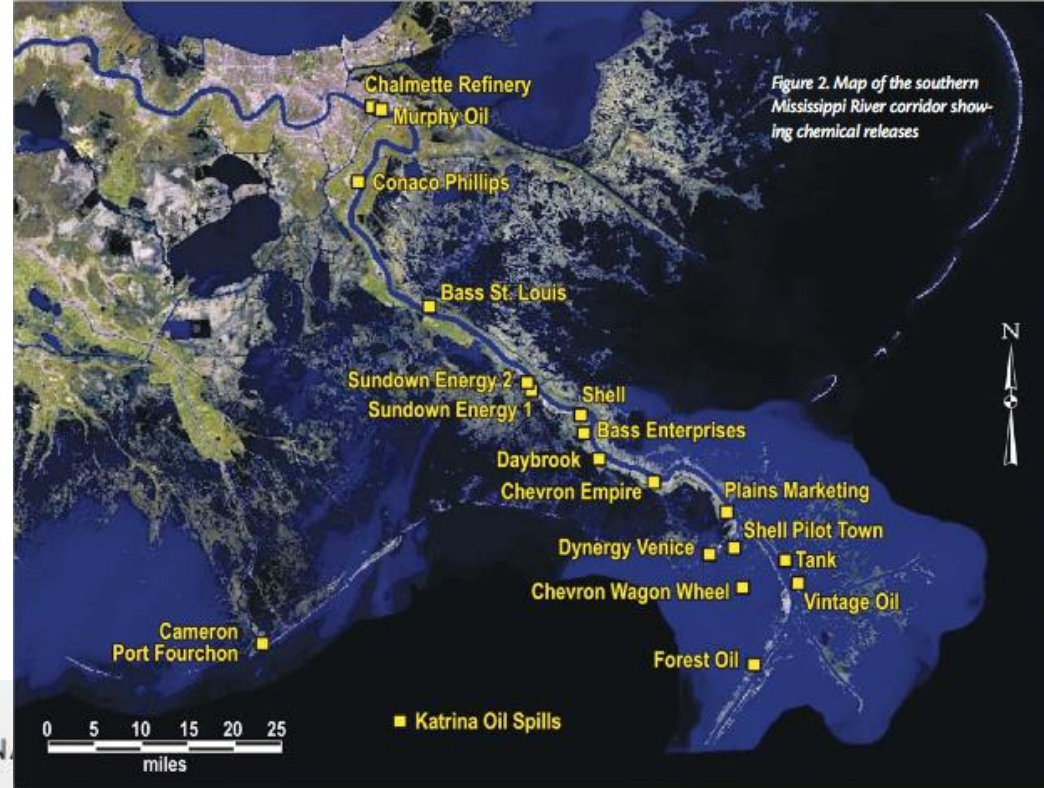 Figure 2. Map of the southern
Mississippi River corridor show-
ing chemical releases
Chalmette Refinery
Murphy Oil
Conaco Phillips
Bass St. Louis
Sundown Energy 2
Sundown Energy 1
Shell
Bass Enterprises
Daybrook
Chevron Empire
Plains Marketing
Shell Pilot Town
Dynergy Venice
Tank
Chevron Wagon Wheel
Vintage Oil
Cameron
Port Fourchon
Forest Oil
Katrina Oil Spills
N
0 5 10 15 20 25
miles